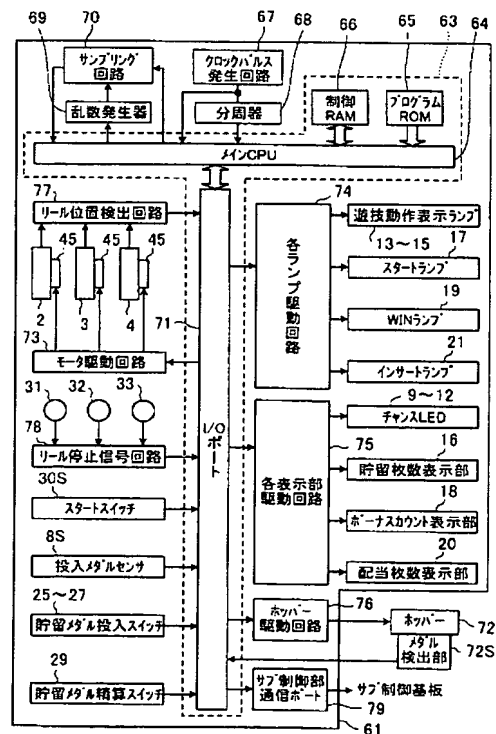 69
70
67
68
66
65
63
64
サンプリング
回路
クロックパルス
発生回路
乱数発生器
分周器
制御
RAM
プログラム
ROM
メインCPU
77
リール位置検出回路
45
45
45
2
3
4
73
モータ駆動回路
31
32
33
78
リール停止信号回路
30S
スタートスイッチ
8S
投入メダルセンサ
25～27
貯留メダル投入スイッチ
29
貯留メダル精算スイッチ
71
I/Oポート
74
各ランプ駆動回路
遊技動作表示ランプ
13～15
17
スタートランプ
19
WINランプ
21
インサートランプ
9～12
チャンスLED
75
各表示部駆動回路
16
貯留枚数表示部
18
ボーナスカウント表示部
20
配当枚数表示部
76
ホッパー
駆動回路
ホッパー
72
メダル
検出部
72S
サブ制御部
通信ポート
サブ制御基板
79
61